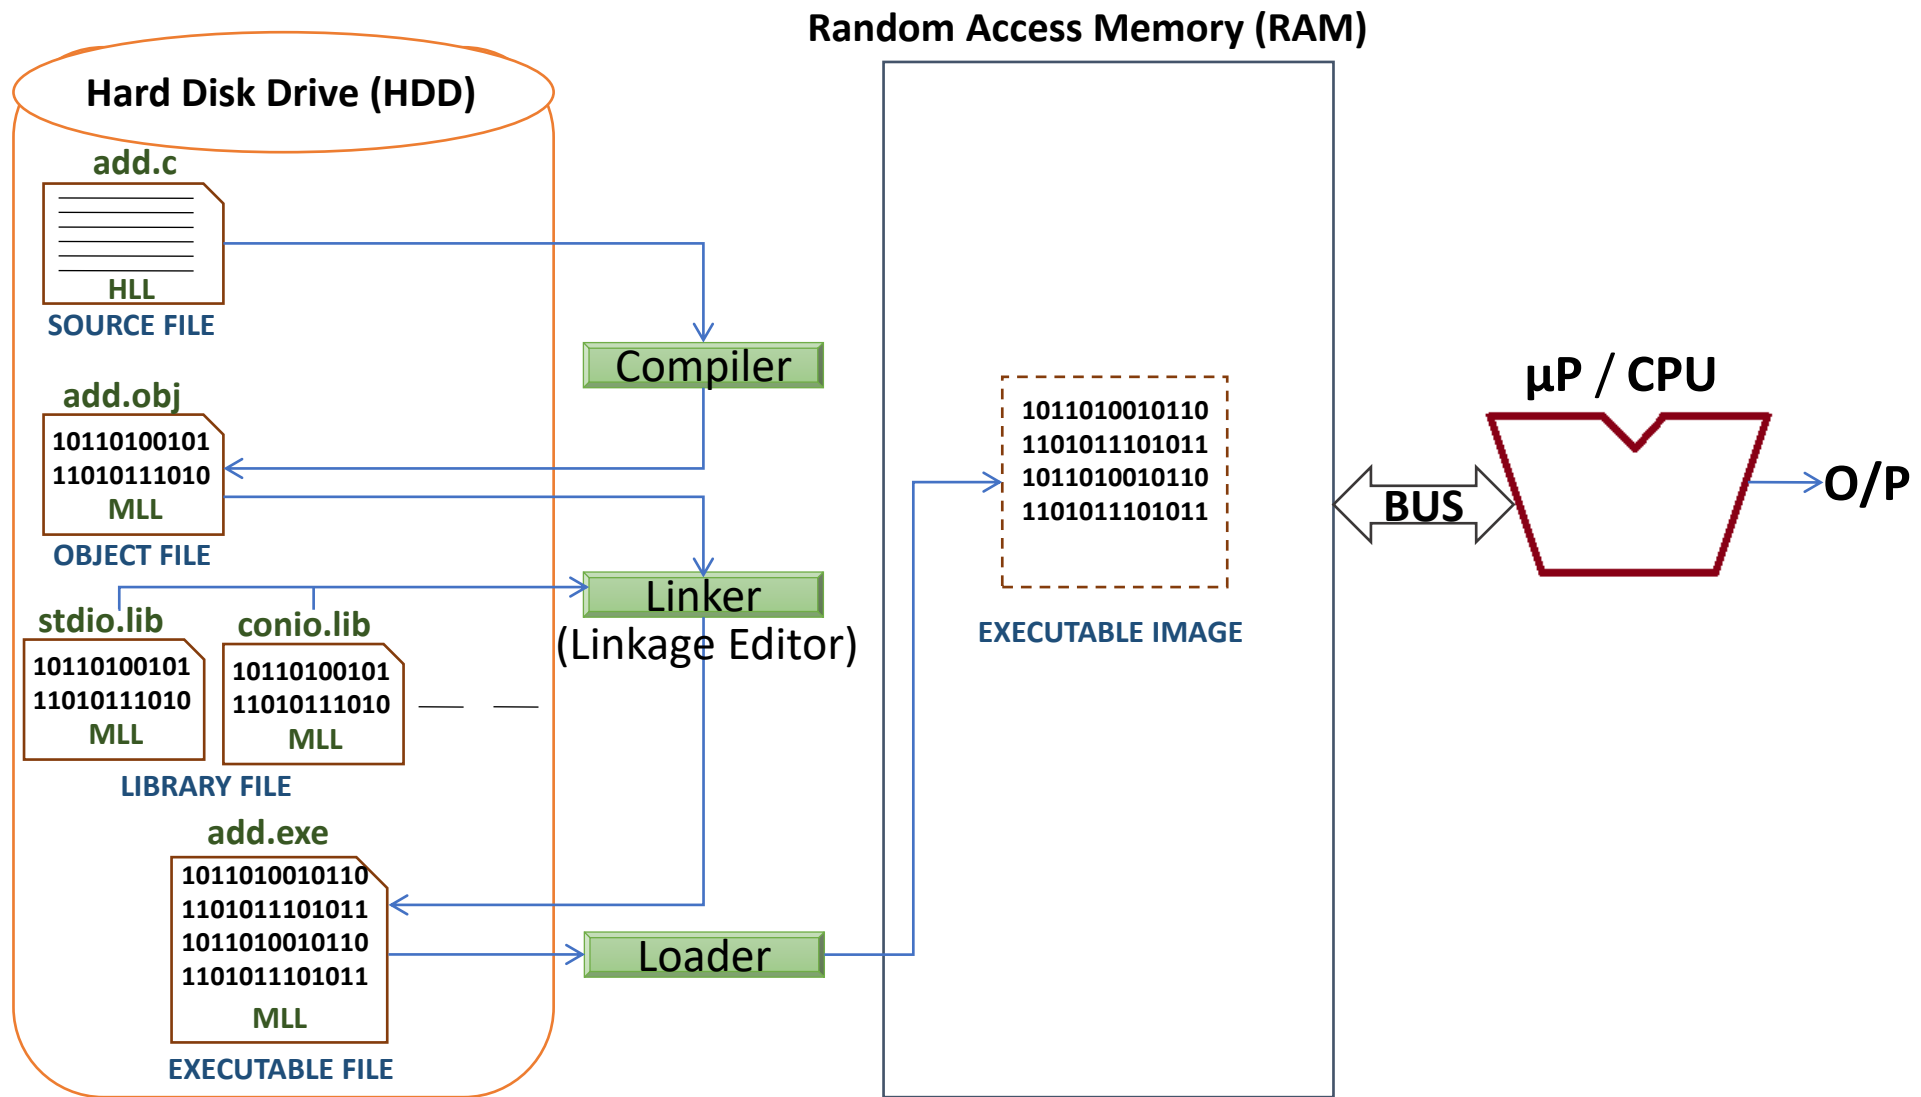 Random Access Memory (RAM)
Hard Disk Drive (HDD)
add.c
HLL
SOURCE FILE
Compiler
add.obj
10110100101
11010111010
MLL
OBJECT FILE
Linker
(Linkage Editor)
stdio.lib
10110100101
11010111010
MLL
conio.lib
10110100101
11010111010
MLL
LIBRARY FILE
add.exe
1011010010110
1101011101011
1011010010110
1101011101011
MLL
EXECUTABLE FILE
Loader
1011010010110
1101011101011
1011010010110
1101011101011
EXECUTABLE IMAGE
BUS
µP / CPU
O/P